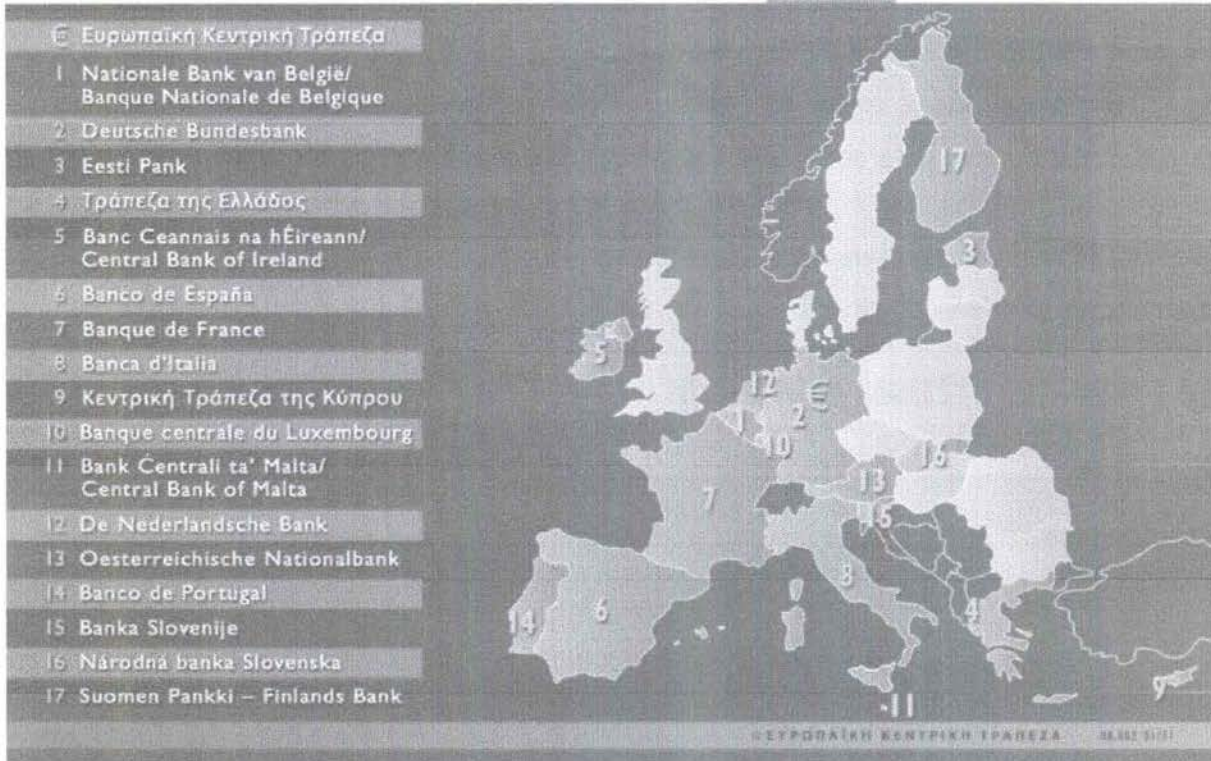 € Ευρωπαϊκή Κεντρική Τράπεζα
1 Nationale Bank van België/
Banque Nationale de Belgique
2 Deutsche Bundesbank
3 Eesti Pank
4 Τράπεζα της Ελλάδος
5 Banc Ceannais na hÉireann/
Central Bank of Ireland
6 Banco de España
7 Banque de France
8 Banca d'Italia
9 Κεντρική Τράπεζα της Κύπρου
10 Banque centrale du Luxembourg
11 Bank Ċentrali ta' Malta/
Central Bank of Malta
12 De Nederlandsche Bank
13 Oesterreichische Nationalbank
14 Banco de Portugal
15 Banka Slovenije
16 Národná banka Slovenska
17 Suomen Pankki – Finlands Bank
17
3
5
12
€
1
2
10
16
13
7
15
8
14
6
4
9
11
© ΕΥΡΩΠΑΪΚΗ ΚΕΝΤΡΙΚΗ ΤΡΑΠΕΖΑ